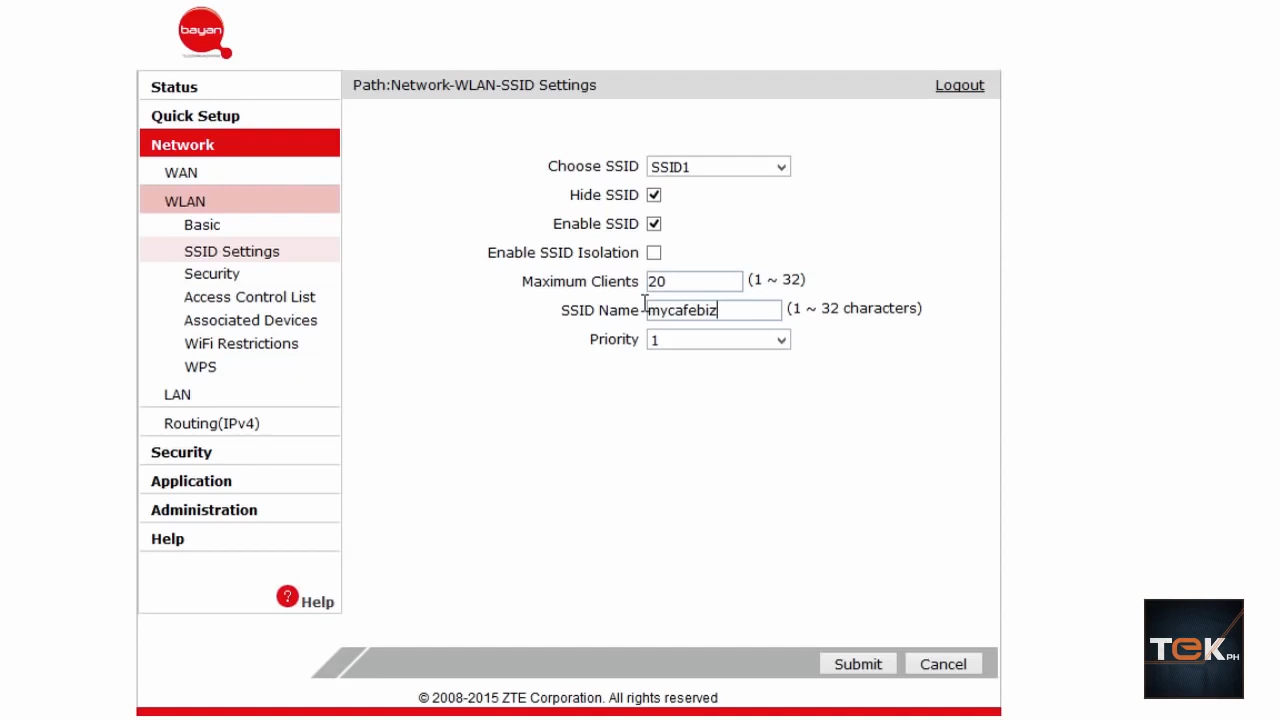 bayan
Status
Quick Setup
Network
WAN
WLAN
Basic
SSID Settings
Security
Access Control List
Associated Devices
WiFi Restrictions
WPS
LAN
Routing(IPv4)
Security
Application
Administration
Help
? Help
Path:Network-WLAN-SSID Settings Logout
Choose SSID SSID1
Hide SSID
Enable SSID
Enable SSID Isolation
Maximum Clients 20 (1 ~ 32)
SSID Name mycafebiz (1 ~ 32 characters)
Priority 1
Submit Cancel
© 2008-2015 ZTE Corporation. All rights reserved
TEK PH